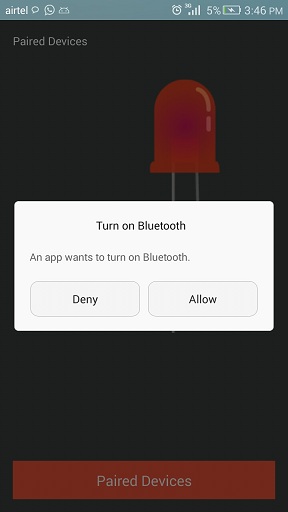 airtel 3G 5% 3:46 PM
Paired Devices
Turn on Bluetooth
An app wants to turn on Bluetooth.
Deny Allow
Paired Devices